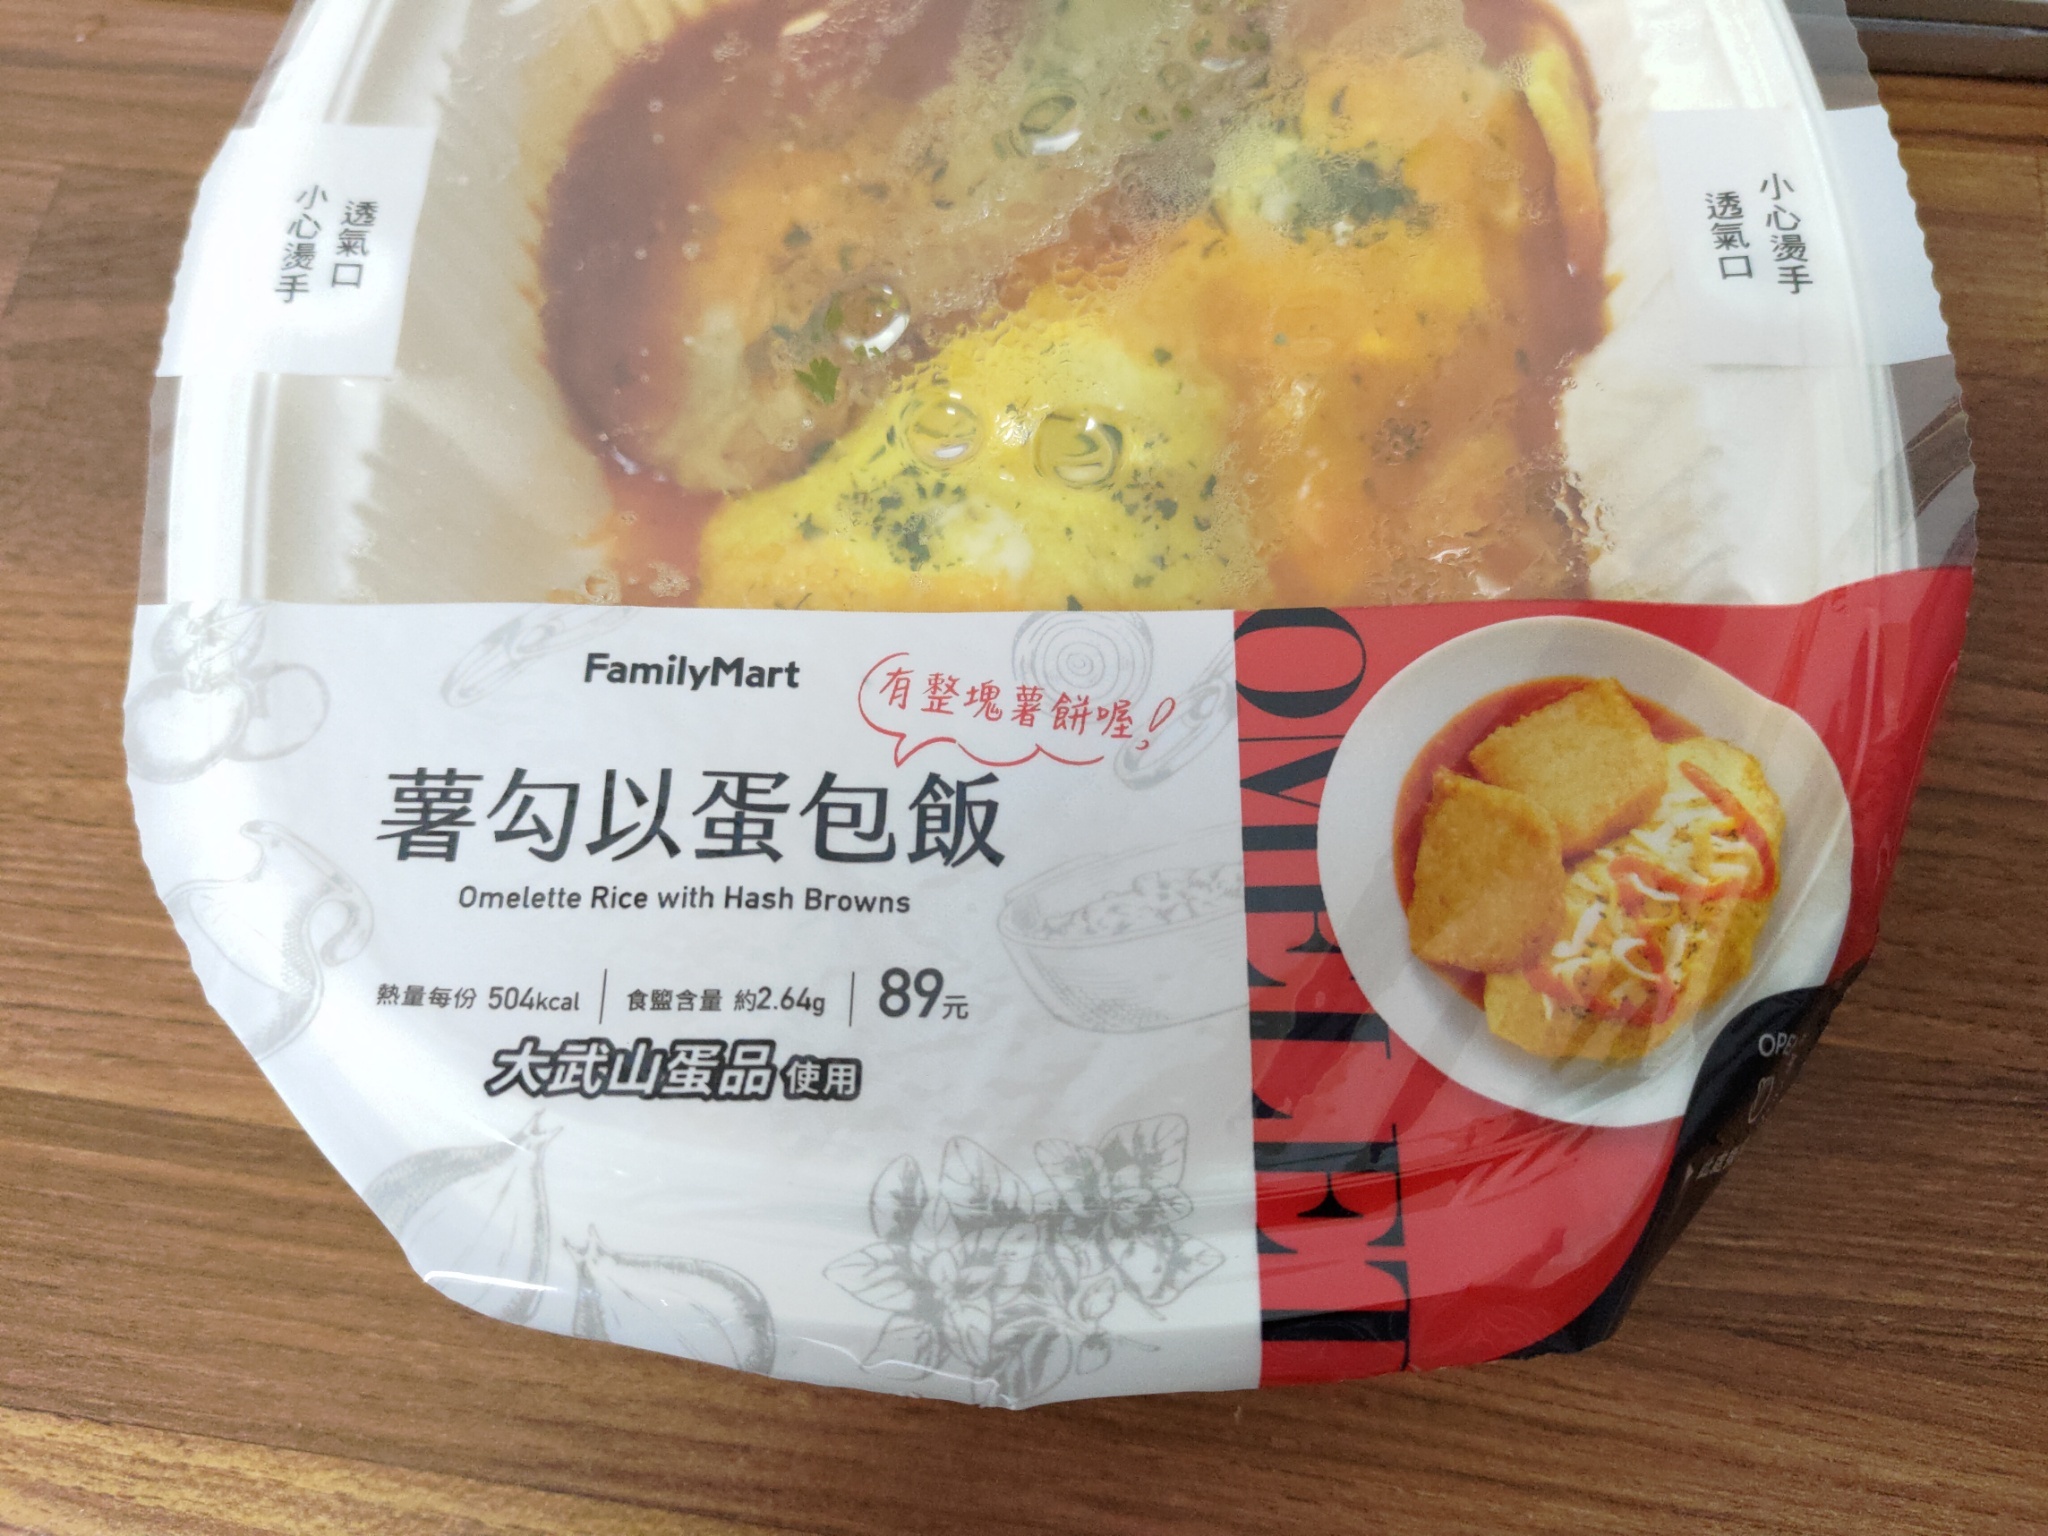 透氣口
小心燙手
小心燙手
透氣口
FamilyMart
有整塊薯餅喔!
薯勾以蛋包飯
Omelette Rice with Hash Browns
熱量每份 504kcal | 食鹽含量 約2.64g | 89元
大武山蛋品 使用
OMELET